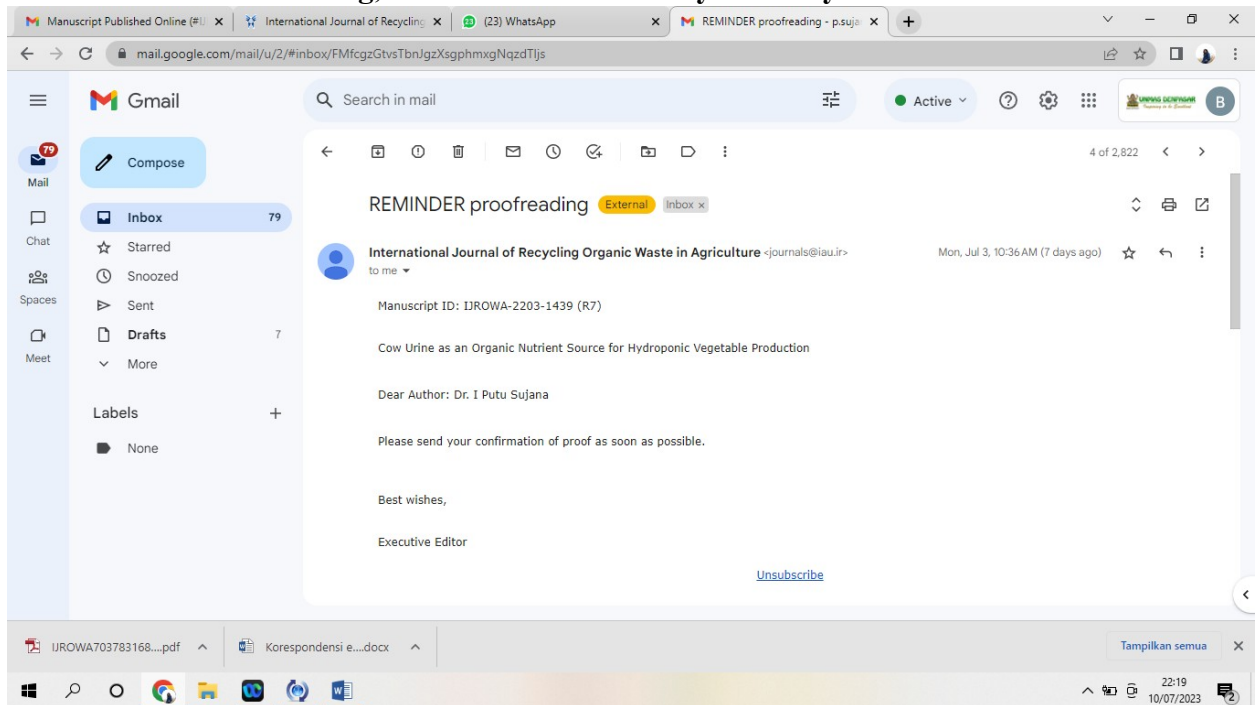 Manuscript Published Online (#IJ
International Journal of Recycling
(23) WhatsApp
REMINDER proofreading - p.suja
mail.google.com/mail/u/2/#inbox/FMfcgzGtvsTbnJgzXsgphmxgNqzdTljs
Gmail
Search in mail
Active
B
79
Mail
Chat
Spaces
Meet
Compose
Inbox 79
Starred
Snoozed
Sent
Drafts 7
More
Labels +
None
4 of 2,822
REMINDER proofreading External Inbox x
International Journal of Recycling Organic Waste in Agriculture <journals@iau.ir>
Mon, Jul 3, 10:36 AM (7 days ago)
to me
Manuscript ID: IJROWA-2203-1439 (R7)
Cow Urine as an Organic Nutrient Source for Hydroponic Vegetable Production
Dear Author: Dr. I Putu Sujana
Please send your confirmation of proof as soon as possible.
Best wishes,
Executive Editor
Unsubscribe
IJROWA703783168....pdf
Korespondensi e....docx
Tampilkan semua
22:19
10/07/2023
2